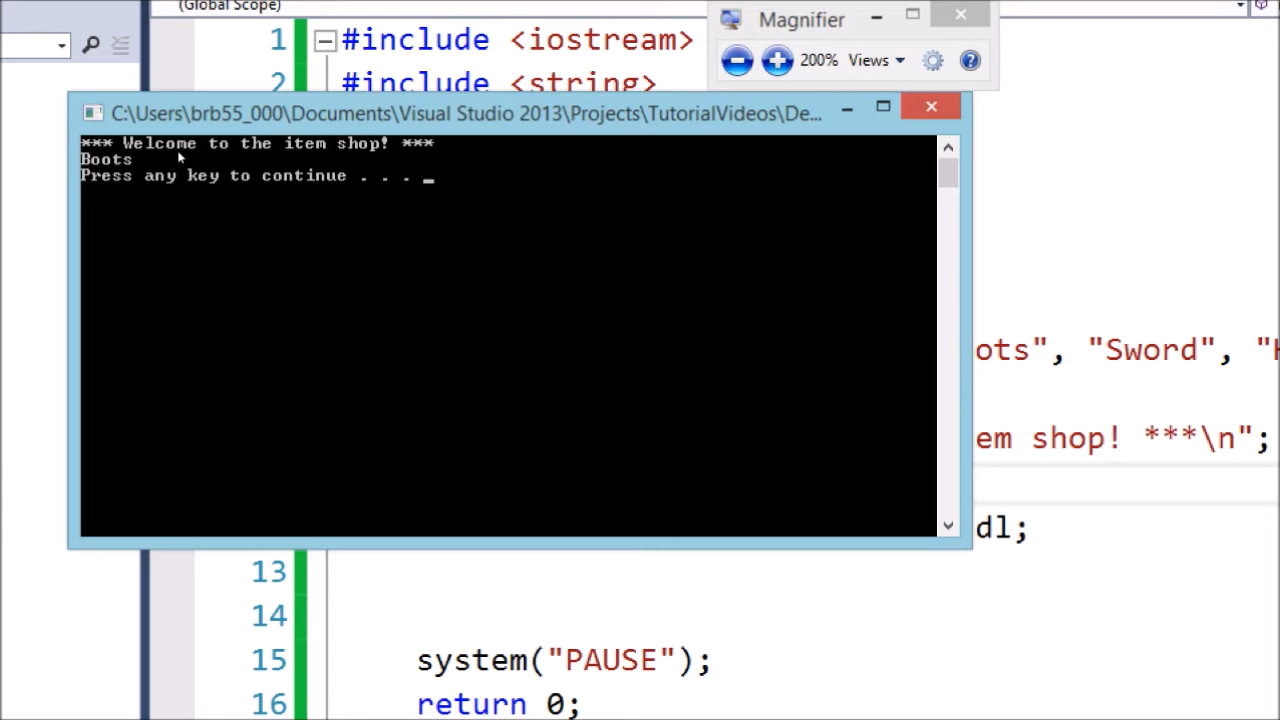 (Global Scope)
1 #include <iostream>
2 #include <string>
Magnifier
200% Views
C:\Users\brb55_000\Documents\Visual Studio 2013\Projects\TutorialVideos\De...
*** Welcome to the item shop! ***
Boots
Press any key to continue . . . _
ots", "Sword", "H
em shop! ***\n";
dl;
13
14
15 system("PAUSE");
16 return 0;